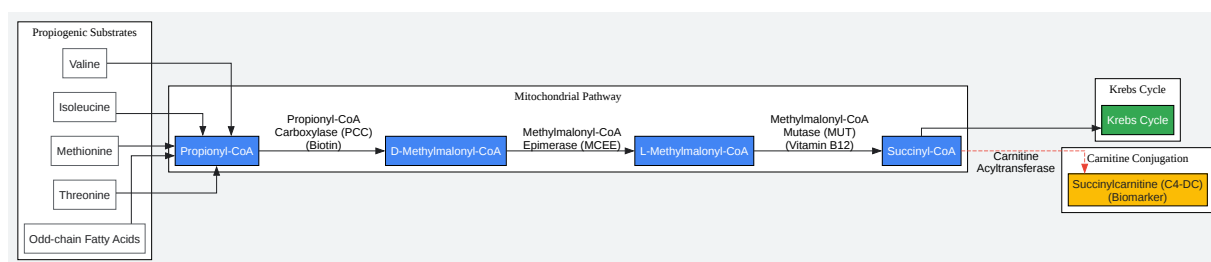 Propiogenic Substrates
Valine
Isoleucine
Methionine
Threonine
Odd-chain Fatty Acids
Mitochondrial Pathway
Propionyl-CoA
Propionyl-CoA
Carboxylase (PCC)
(Biotin)
D-Methylmalonyl-CoA
Methylmalonyl-CoA
Epimerase (MCEE)
L-Methylmalonyl-CoA
Methylmalonyl-CoA
Mutase (MUT)
(Vitamin B12)
Succinyl-CoA
Krebs Cycle
Krebs Cycle
Carnitine
Acyltransferase
Carnitine Conjugation
Succinylcarnitine (C4-DC)
(Biomarker)